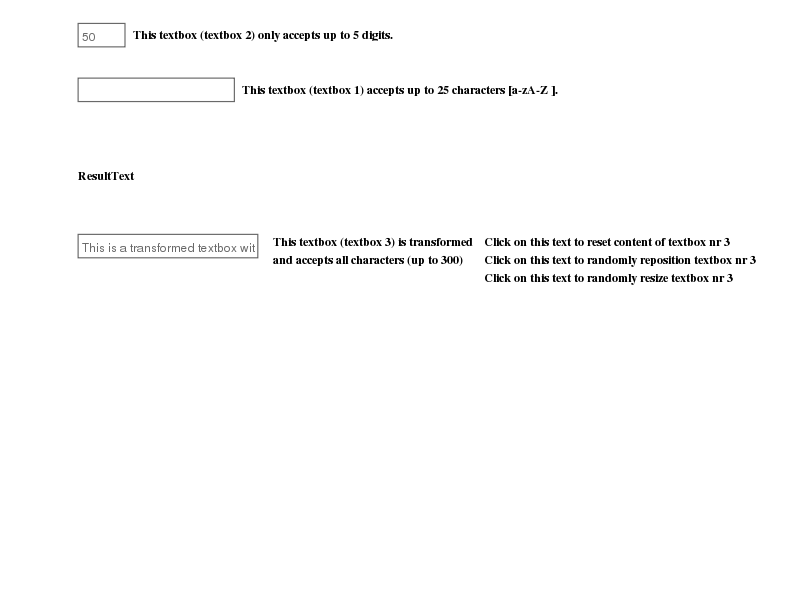 50 This textbox (textbox 2) only accepts up to 5 digits.
This textbox (textbox 1) accepts up to 25 characters [a-zA-Z ].
ResultText
This is a transformed textbox wit
This textbox (textbox 3) is transformed
and accepts all characters (up to 300)
Click on this text to reset content of textbox nr 3
Click on this text to randomly reposition textbox nr 3
Click on this text to randomly resize textbox nr 3